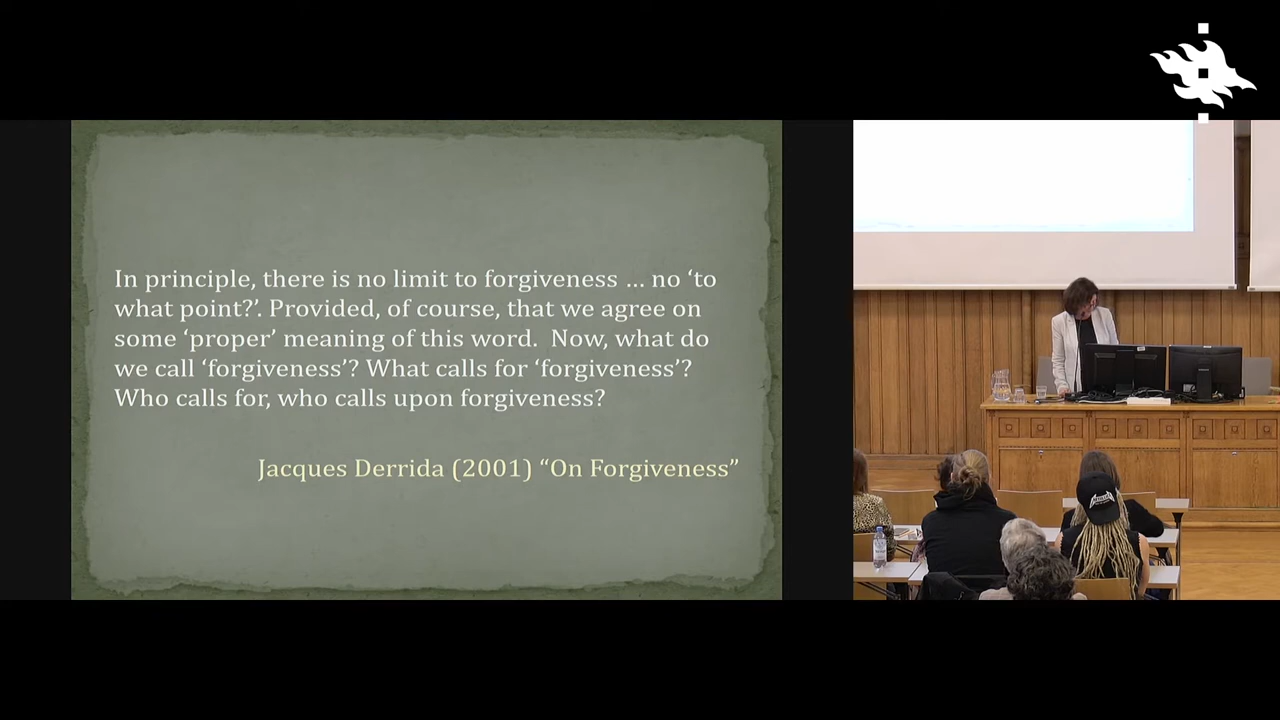 In principle, there is no limit to forgiveness … no ‘to
what point?’. Provided, of course, that we agree on
some ‘proper’ meaning of this word.  Now, what do
we call ‘forgiveness’? What calls for ‘forgiveness’?
Who calls for, who calls upon forgiveness?
Jacques Derrida (2001) “On Forgiveness”